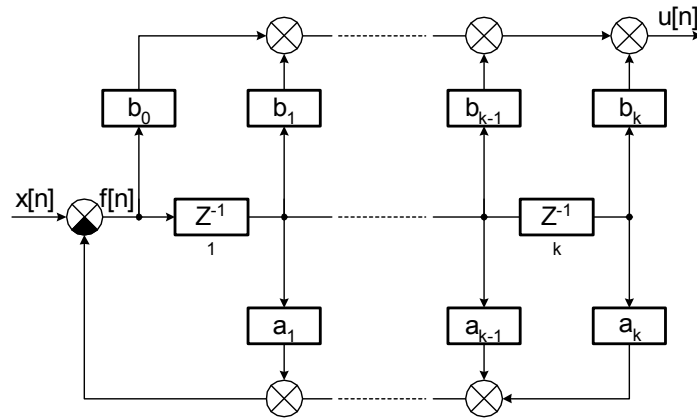 u[n]
b₀
b₁
bₖ₋₁
bₖ
x[n]
f[n]
Z⁻¹
Z⁻¹
1
k
a₁
aₖ₋₁
aₖ